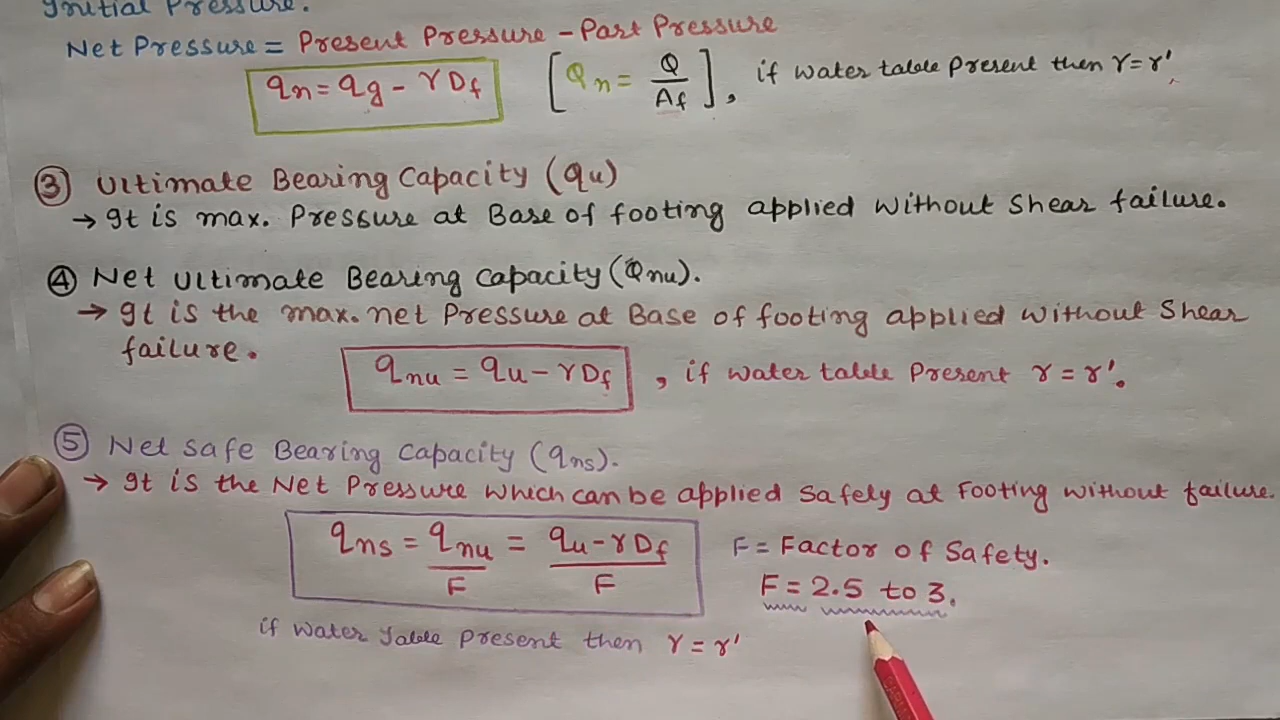 Initial Pressure.
Net Pressure = Present Pressure - Past Pressure
qn = qg - γDf [Qn = Q/Af], if water table Present then γ = γ'
③ Ultimate Bearing Capacity (qu)
→ It is max. Pressure at Base of footing applied without Shear failure.
④ Net Ultimate Bearing Capacity (Qnu).
→ It is the max. net Pressure at Base of footing applied without Shear
failure.
qnu = qu - γDf , if water table Present γ = γ'.
⑤ Net Safe Bearing Capacity (qns).
→ It is the Net Pressure which can be applied Safely at Footing without failure.
qns = qnu/F = qu - γDf/F F = Factor of Safety.
F = 2.5 to 3.
if Water Table Present then γ = γ'